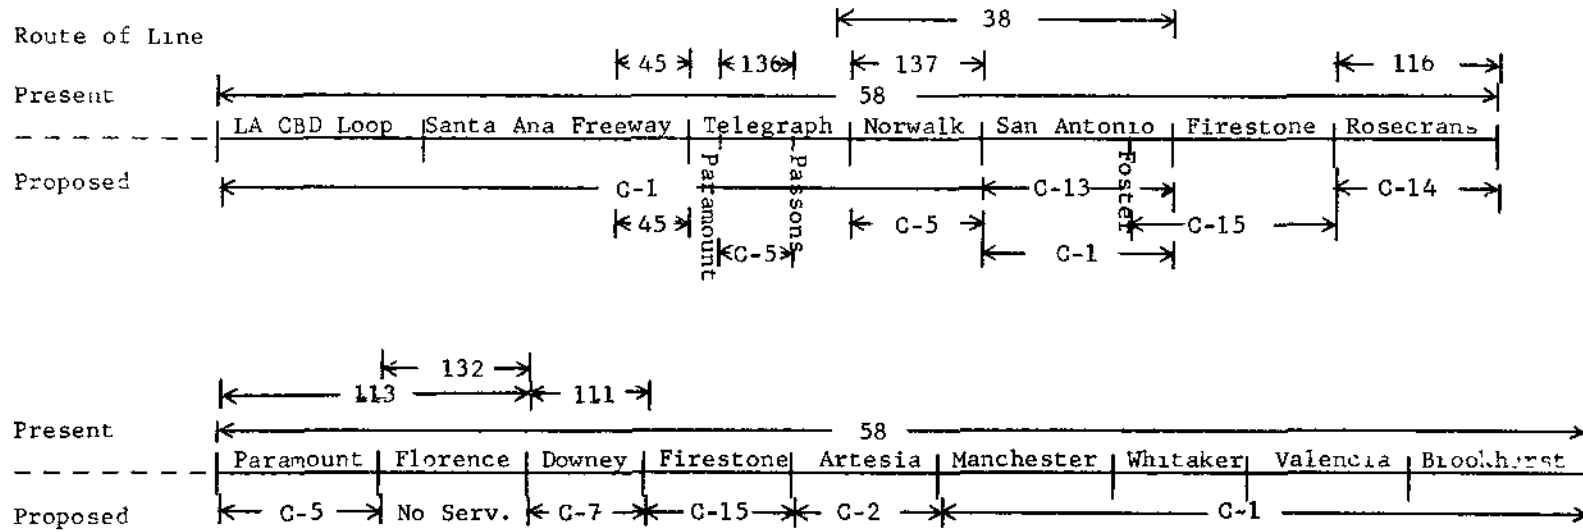 38
Route of Line
45 136 137 116
Present 58
LA CBD Loop Santa Ana Freeway Telegraph Norwalk San Antonio Firestone Rosecrans
Paramount Passons Foster
Proposed C-1 C-13 C-14
45 C-5 C-15
C-5 C-1
132
113 111
Present 58
Paramount Florence Downey Firestone Artesia Manchester Whitaker Valencia Brookhurst
Proposed C-5 No Serv. C-7 C-15 C-2 C-1